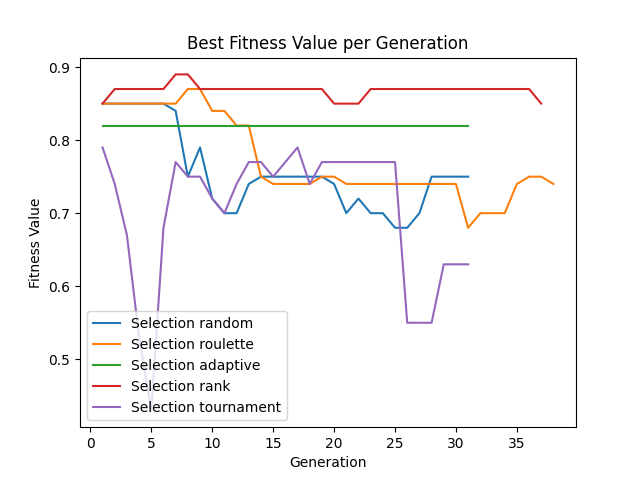 Best Fitness Value per Generation
Fitness Value
0.9
0.8
0.7
0.6
0.5
Selection random
Selection roulette
Selection adaptive
Selection rank
Selection tournament
0 5 10 15 20 25 30 35
Generation